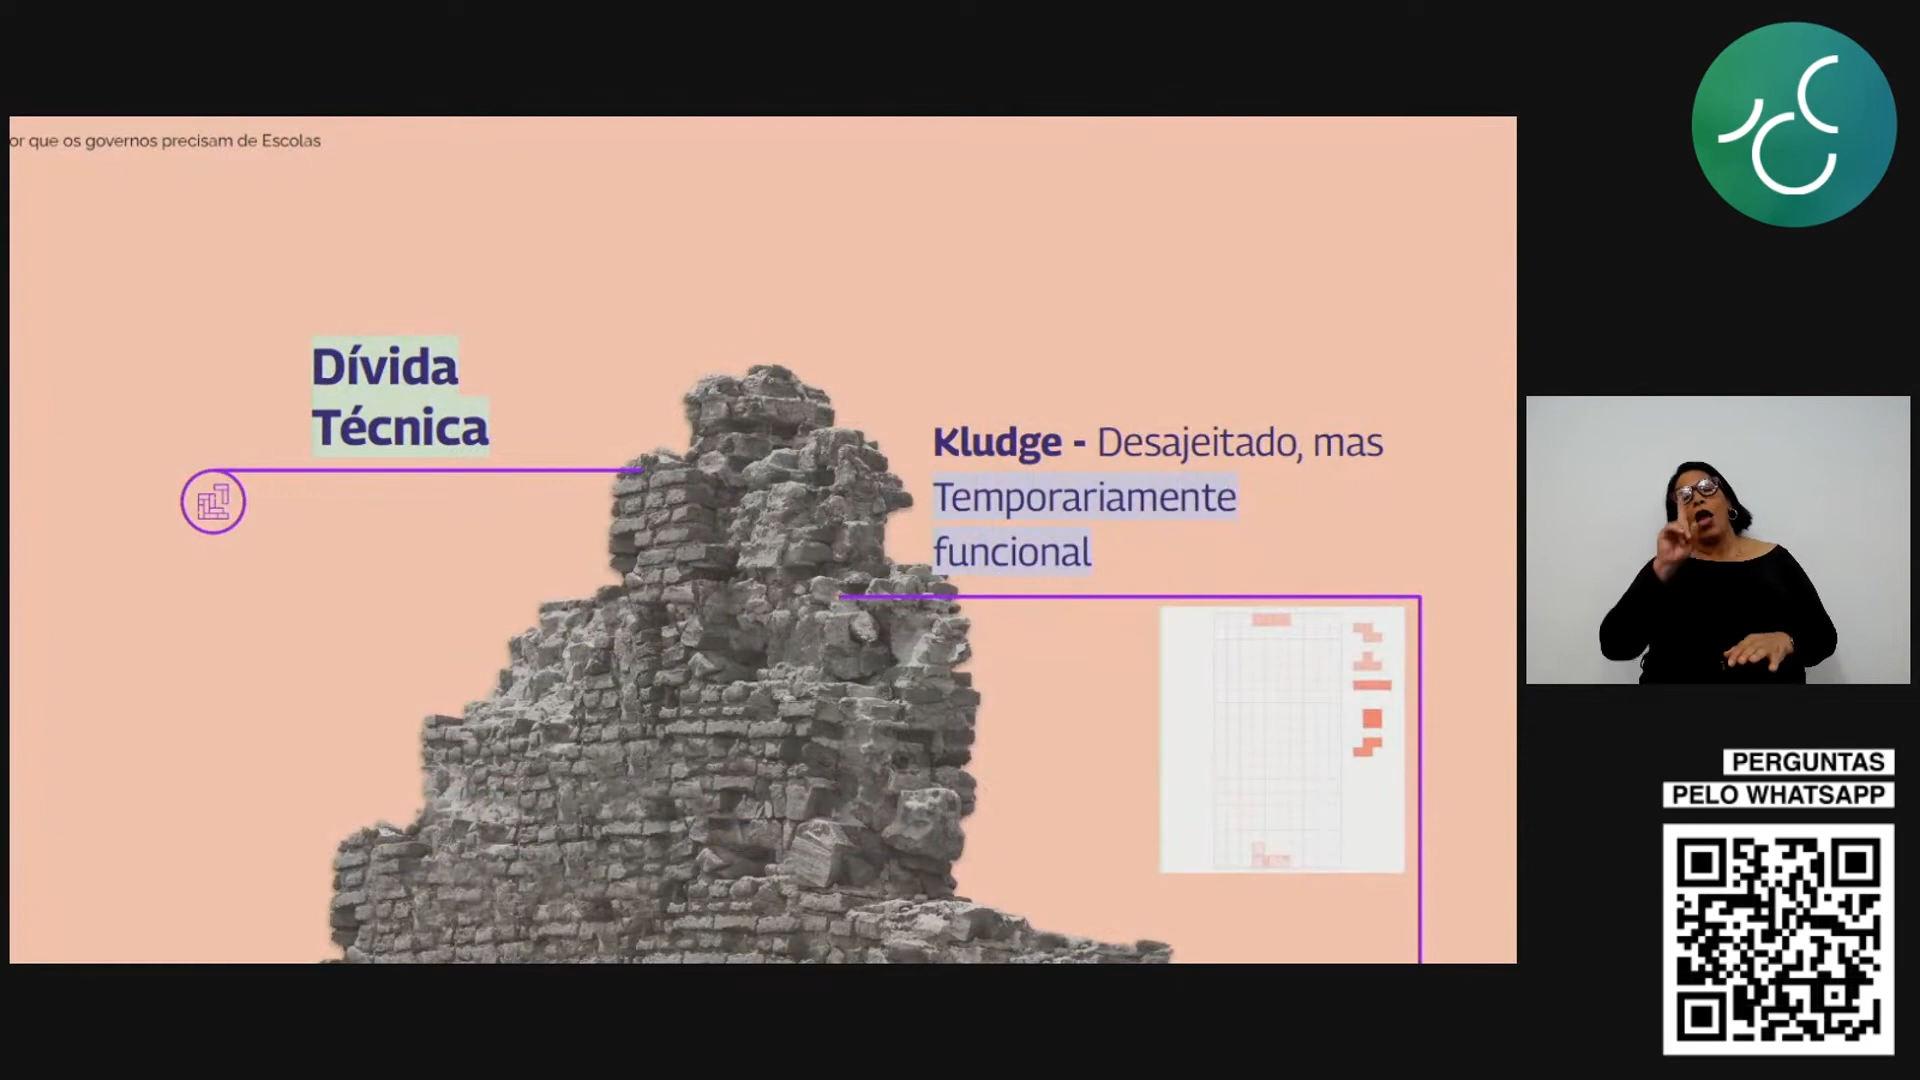 or que os governos precisam de Escolas
Dívida
Técnica
Kludge - Desajeitado, mas
Temporariamente
funcional
PERGUNTAS
PELO WHATSAPP